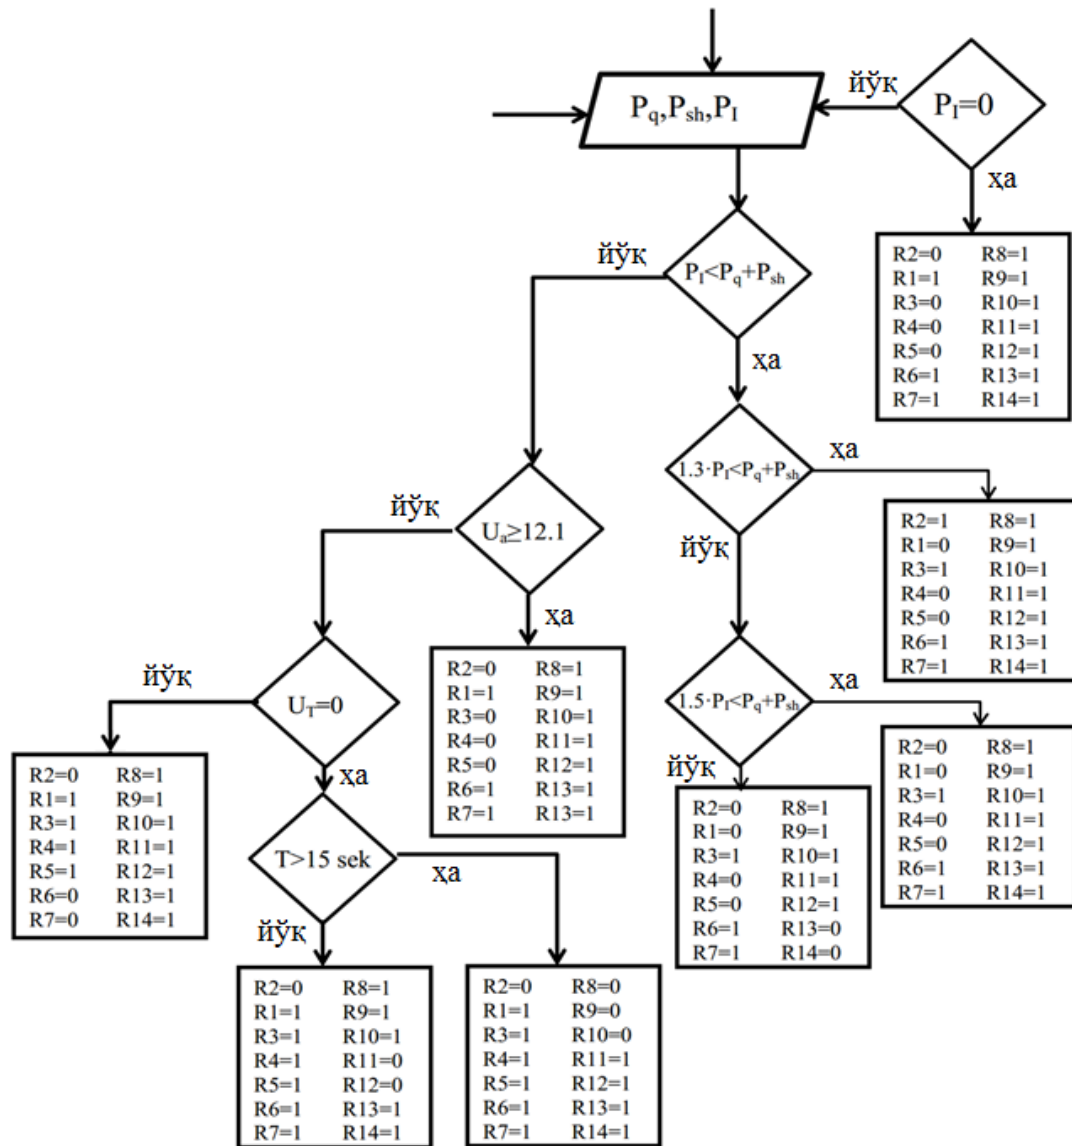 йўқ
P_q,P_sh,P_I
P_I=0
ҳа
йўқ
P_I<P_q+P_sh
R2=0 R8=1
R1=1 R9=1
R3=0 R10=1
R4=0 R11=1
R5=0 R12=1
R6=1 R13=1
R7=1 R14=1
ҳа
1.3·P_I<P_q+P_sh
ҳа
йўқ
U_a≥12.1
йўқ
R2=1 R8=1
R1=0 R9=1
R3=1 R10=1
R4=0 R11=1
R5=0 R12=1
R6=1 R13=1
R7=1 R14=1
ҳа
R2=0 R8=1
R1=1 R9=1
R3=0 R10=1
R4=0 R11=1
R5=0 R12=1
R6=1 R13=1
R7=1 R13=1
йўқ
U_T=0
1.5·P_I<P_q+P_sh
ҳа
R2=0 R8=1
R1=0 R9=1
R3=1 R10=1
R4=0 R11=1
R5=0 R12=1
R6=1 R13=1
R7=1 R14=1
йўқ
R2=0 R8=1
R1=0 R9=1
R3=1 R10=1
R4=0 R11=1
R5=0 R12=1
R6=1 R13=0
R7=1 R14=0
R2=0 R8=1
R1=1 R9=1
R3=1 R10=1
R4=1 R11=1
R5=1 R12=1
R6=0 R13=1
R7=0 R14=1
ҳа
T>15 sek
ҳа
йўқ
R2=0 R8=1
R1=1 R9=1
R3=1 R10=1
R4=1 R11=0
R5=1 R12=0
R6=1 R13=1
R7=1 R14=1
R2=0 R8=0
R1=1 R9=0
R3=1 R10=0
R4=1 R11=1
R5=1 R12=1
R6=1 R13=1
R7=1 R14=1